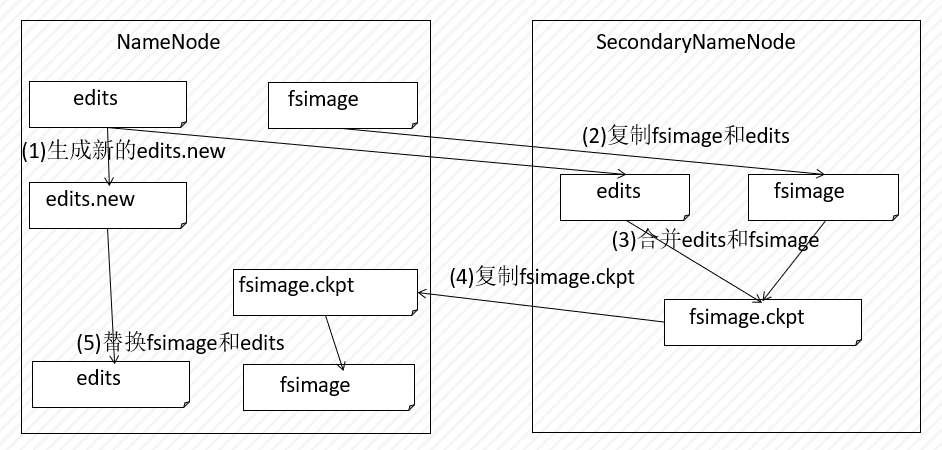 NameNode
SecondaryNameNode
edits
fsimage
(2)复制fsimage和edits
(1)生成新的edits.new
edits
fsimage
edits.new
(3)合并edits和fsimage
(4)复制fsimage.ckpt
fsimage.ckpt
fsimage.ckpt
(5)替换fsimage和edits
edits
fsimage